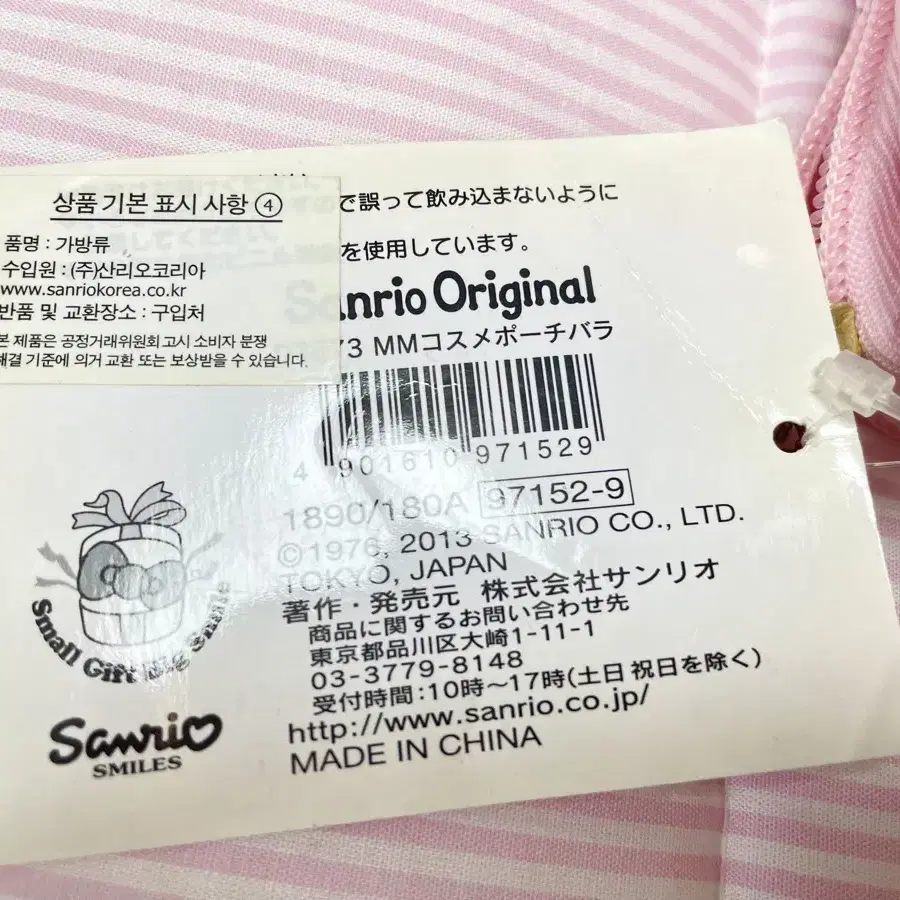 상품 기본 표시 사항 ④
품명 : 가방류
수입원 : (주)산리오코리아
www.sanriokorea.co.kr
반품 및 교환장소 : 구입처
본 제품은 공정거래위원회 고시 소비자 분쟁
해결 기준에 의거 교환 또는 보상받을 수 있습니다.
で誤って飲み込まないように
を使用しています。
Sanrio Original
73 MMコスメポーチバラ
4 901610 971529
1890/180A 97152-9
©1976, 2013 SANRIO CO., LTD.
TOKYO, JAPAN
著作・発売元 株式会社サンリオ
商品に関するお問い合わせ先
東京都品川区大崎1-11-1
03-3779-8148
受付時間:10時～17時(土日祝日を除く)
http://www.sanrio.co.jp/
MADE IN CHINA
Small Gift Big Smile
Sanrio
SMILES